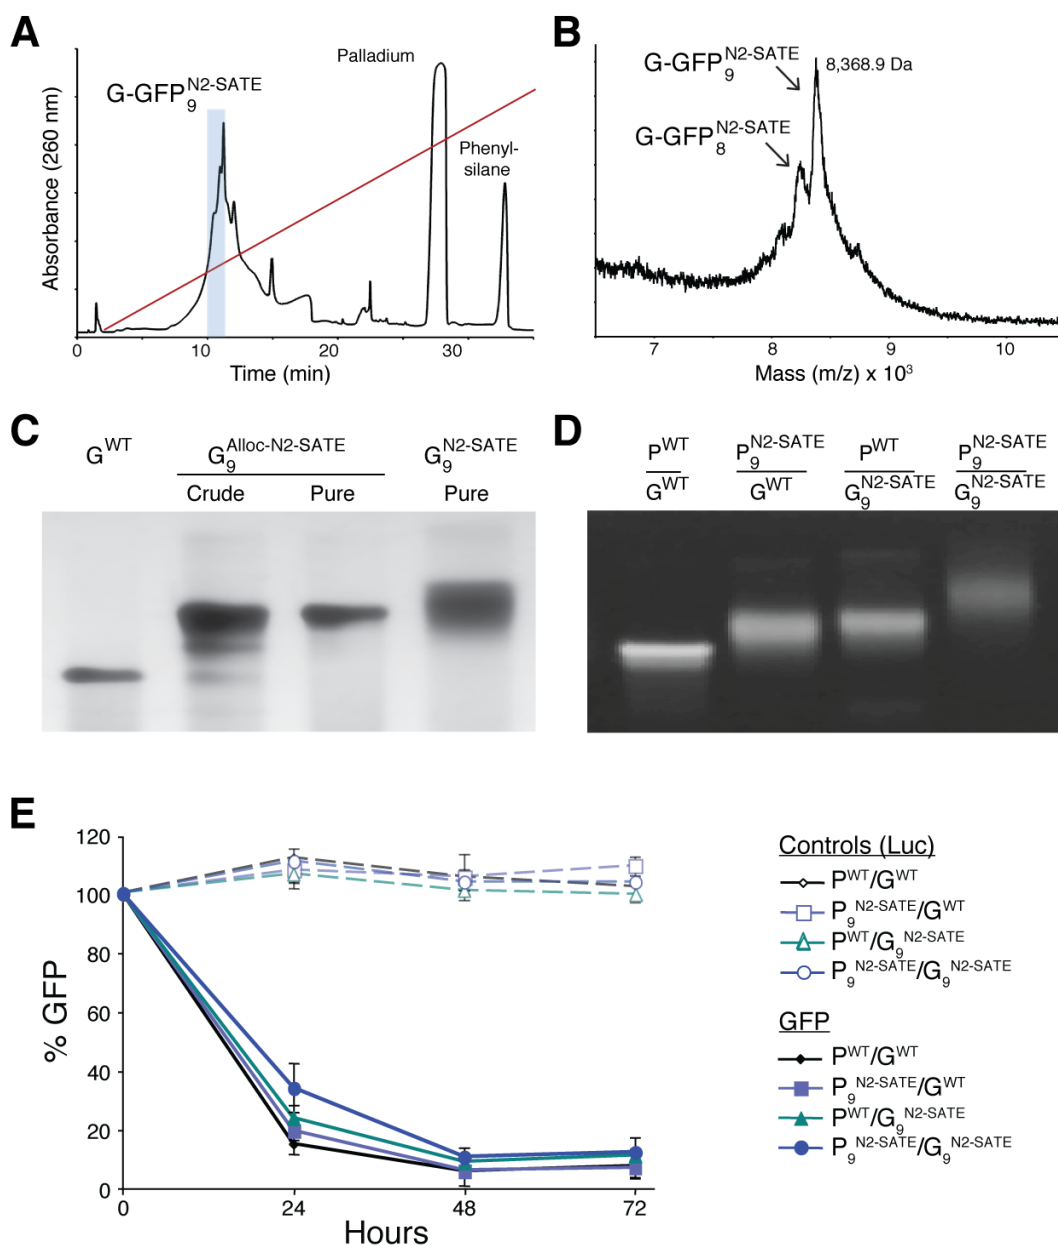 A
G-GFP₉ᴺ²⁻ˢᴬᵀᴱ
Palladium
Phenyl-
silane
Absorbance (260 nm)
0 10 20 30
Time (min)
B
G-GFP₉ᴺ²⁻ˢᴬᵀᴱ
8,368.9 Da
G-GFP₈ᴺ²⁻ˢᴬᵀᴱ
7 8 9 10
Mass (m/z) x 10³
C
Gᵂᵀ G₉ᴬˡˡᵒᶜ⁻ᴺ²⁻ˢᴬᵀᴱ G₉ᴺ²⁻ˢᴬᵀᴱ
Crude Pure Pure
D
Pᵂᵀ P₉ᴺ²⁻ˢᴬᵀᴱ Pᵂᵀ P₉ᴺ²⁻ˢᴬᵀᴱ
Gᵂᵀ Gᵂᵀ G₉ᴺ²⁻ˢᴬᵀᴱ G₉ᴺ²⁻ˢᴬᵀᴱ
E
120
100
80
60
40
20
0
% GFP
0 24 48 72
Hours
Controls (Luc)
Pᵂᵀ/Gᵂᵀ
P₉ᴺ²⁻ˢᴬᵀᴱ/Gᵂᵀ
Pᵂᵀ/G₉ᴺ²⁻ˢᴬᵀᴱ
P₉ᴺ²⁻ˢᴬᵀᴱ/G₉ᴺ²⁻ˢᴬᵀᴱ
GFP
Pᵂᵀ/Gᵂᵀ
P₉ᴺ²⁻ˢᴬᵀᴱ/Gᵂᵀ
Pᵂᵀ/G₉ᴺ²⁻ˢᴬᵀᴱ
P₉ᴺ²⁻ˢᴬᵀᴱ/G₉ᴺ²⁻ˢᴬᵀᴱ